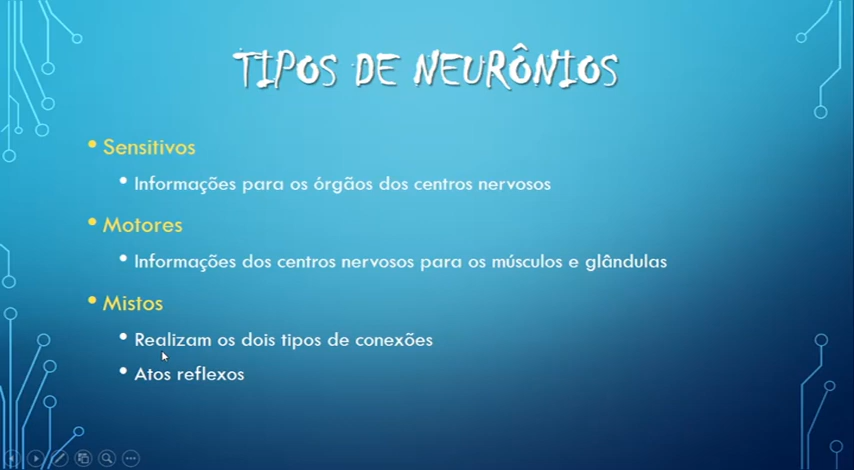 TIPOS DE NEURÔNIOS
• Sensitivos
• Informações para os órgãos dos centros nervosos
• Motores
• Informações dos centros nervosos para os músculos e glândulas
• Mistos
• Realizam os dois tipos de conexões
• Atos reflexos